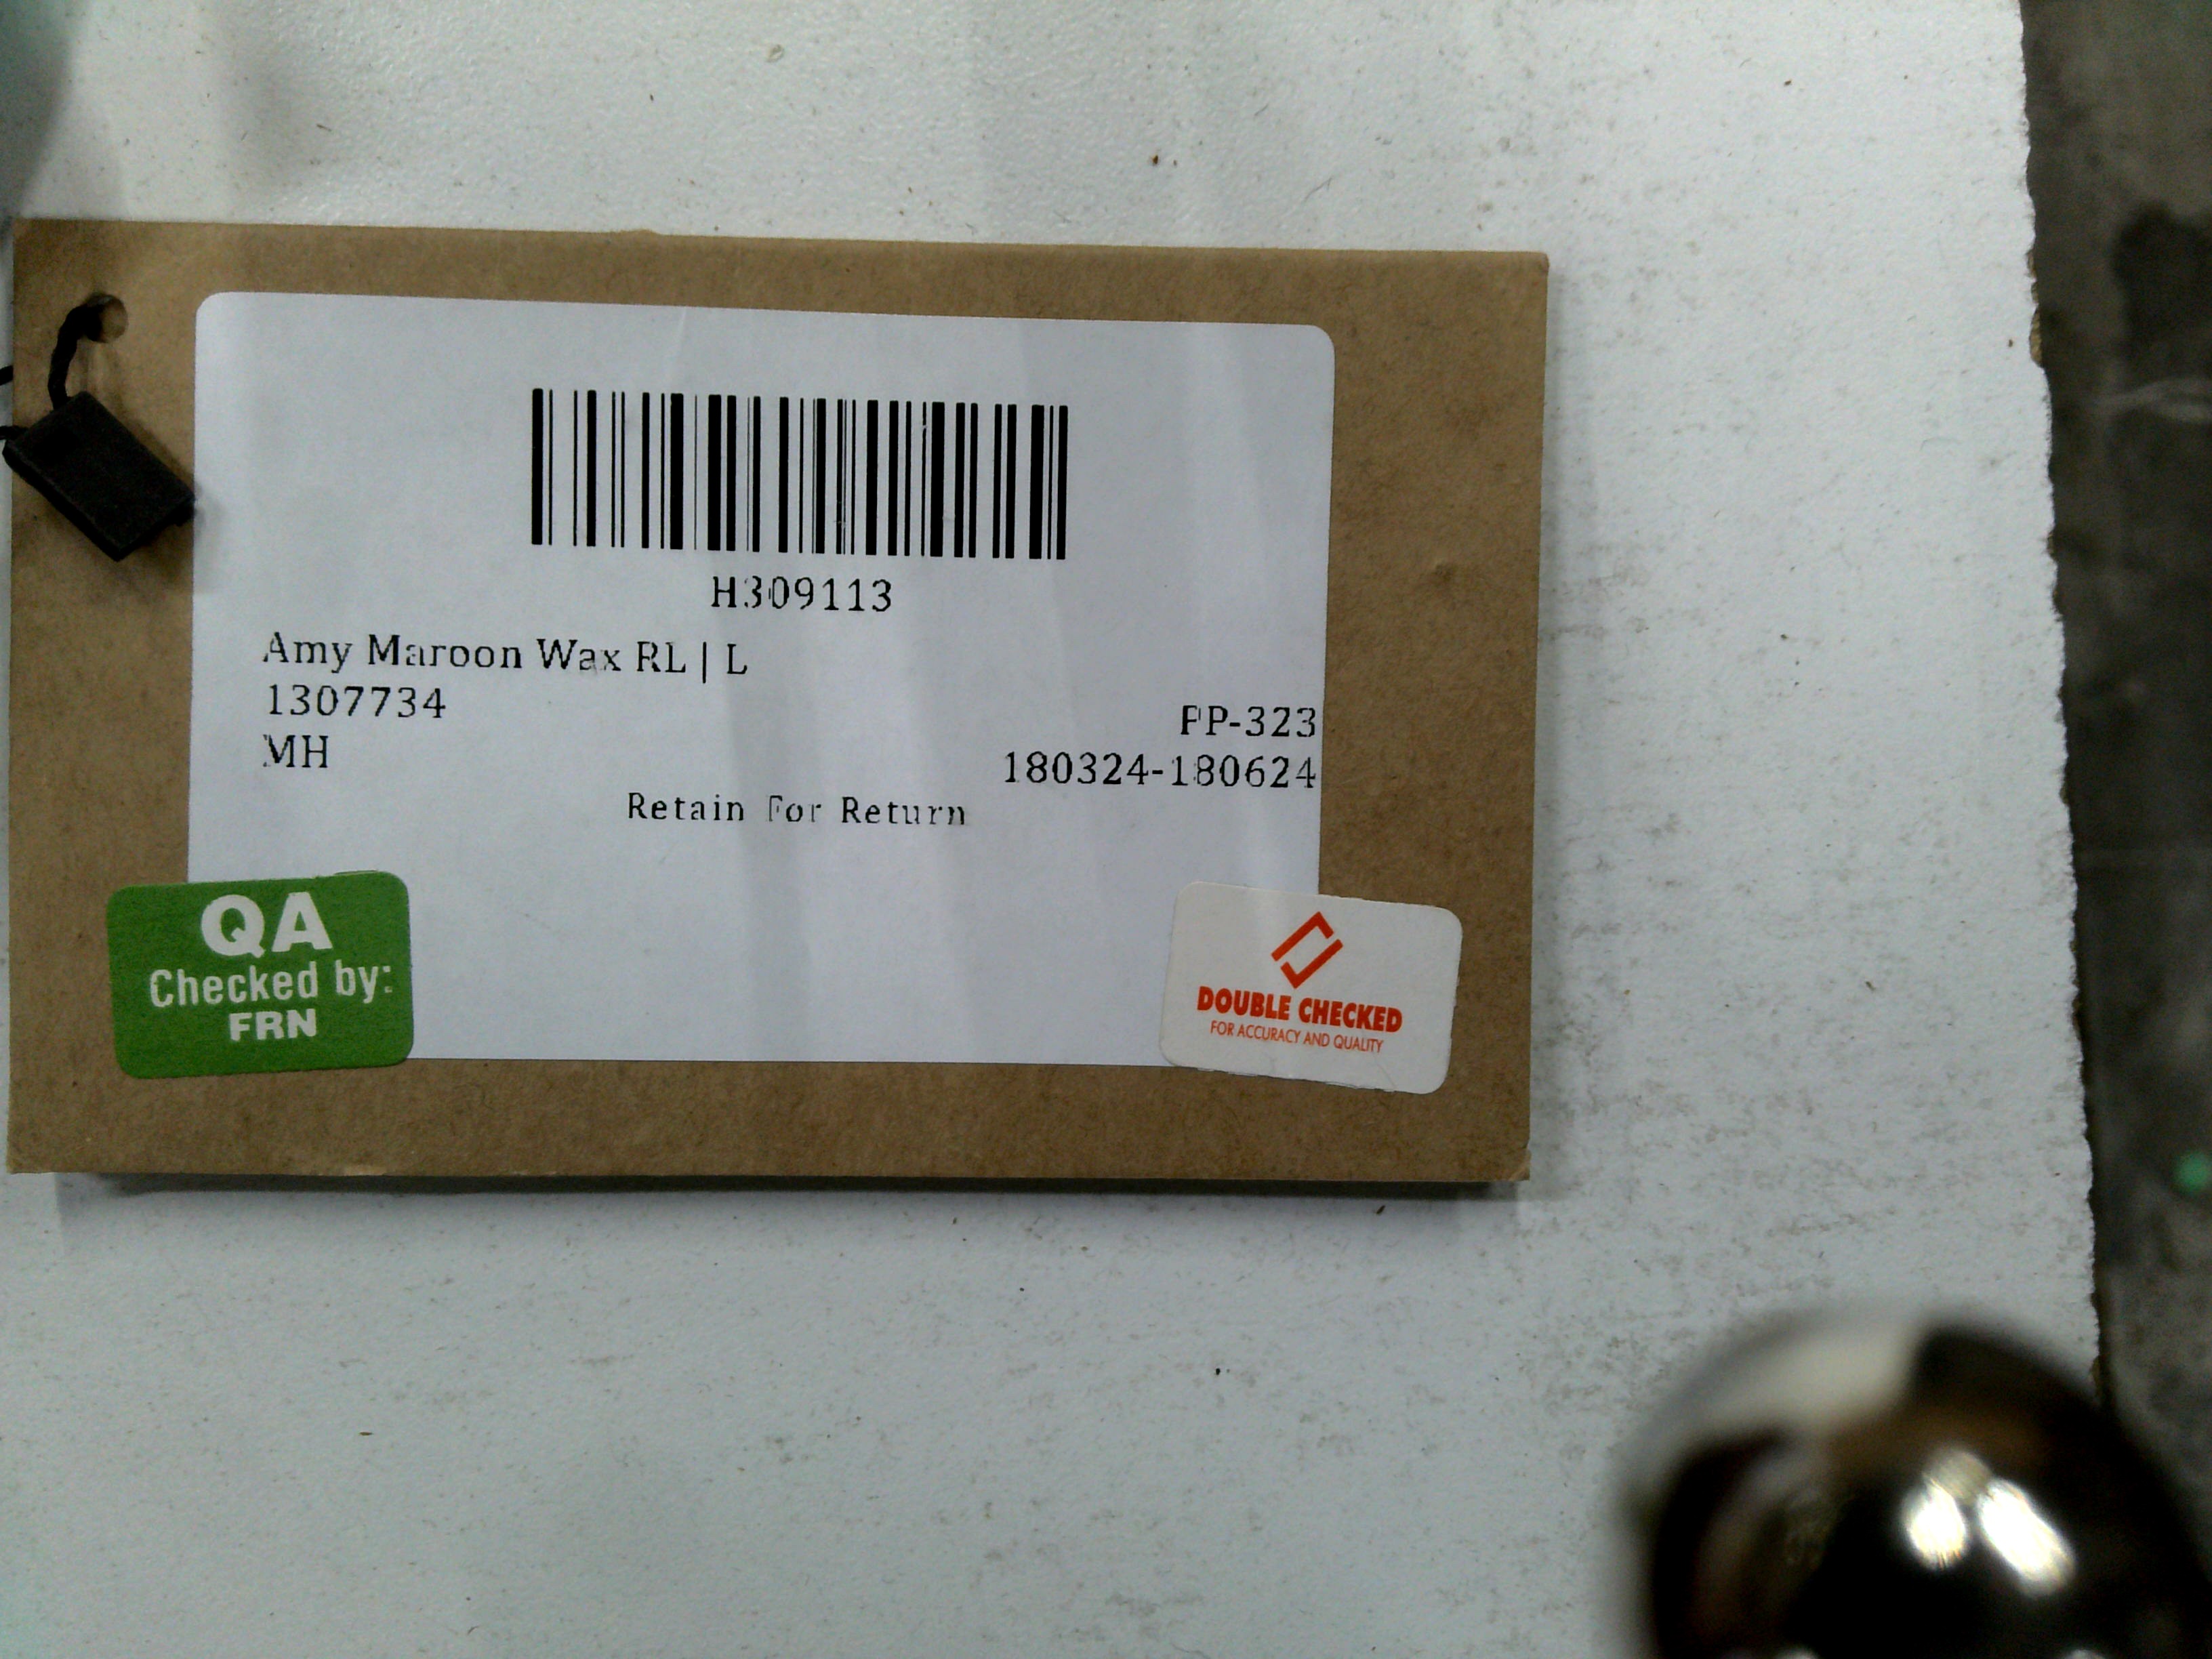 H309113
Amy Maroon Wax RL | L
1307734
PP-323
MH
180324-180624
Retain For Return
QA
Checked by:
FRN
DOUBLE CHECKED
FOR ACCURACY AND QUALITY